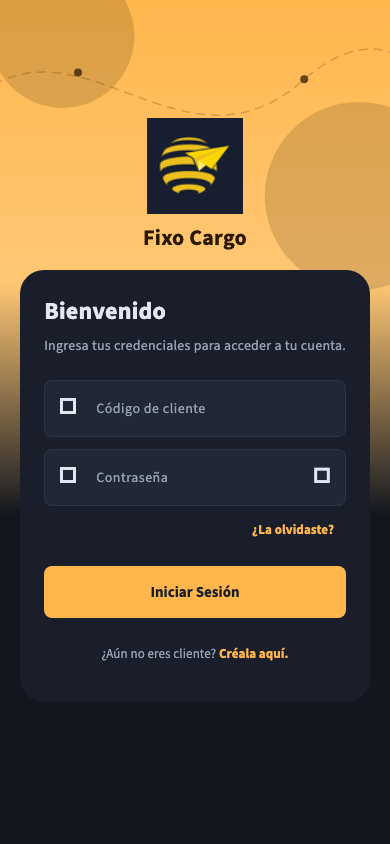 Fixo Cargo
Bienvenido
Ingresa tus credenciales para acceder a tu cuenta.
Código de cliente
Contraseña
¿La olvidaste?
Iniciar Sesión
¿Aún no eres cliente? Créala aquí.